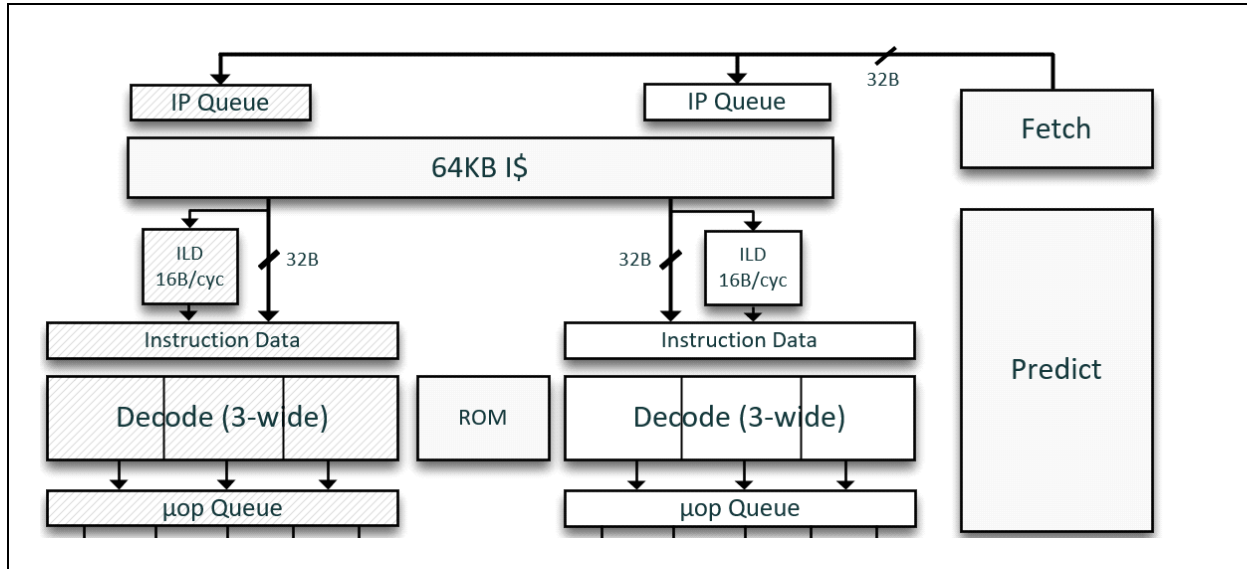 32B
IP Queue
IP Queue
Fetch
64KB I$
ILD
16B/cyc
32B
32B
ILD
16B/cyc
Instruction Data
Instruction Data
Predict
Decode (3-wide)
ROM
Decode (3-wide)
μop Queue
μop Queue